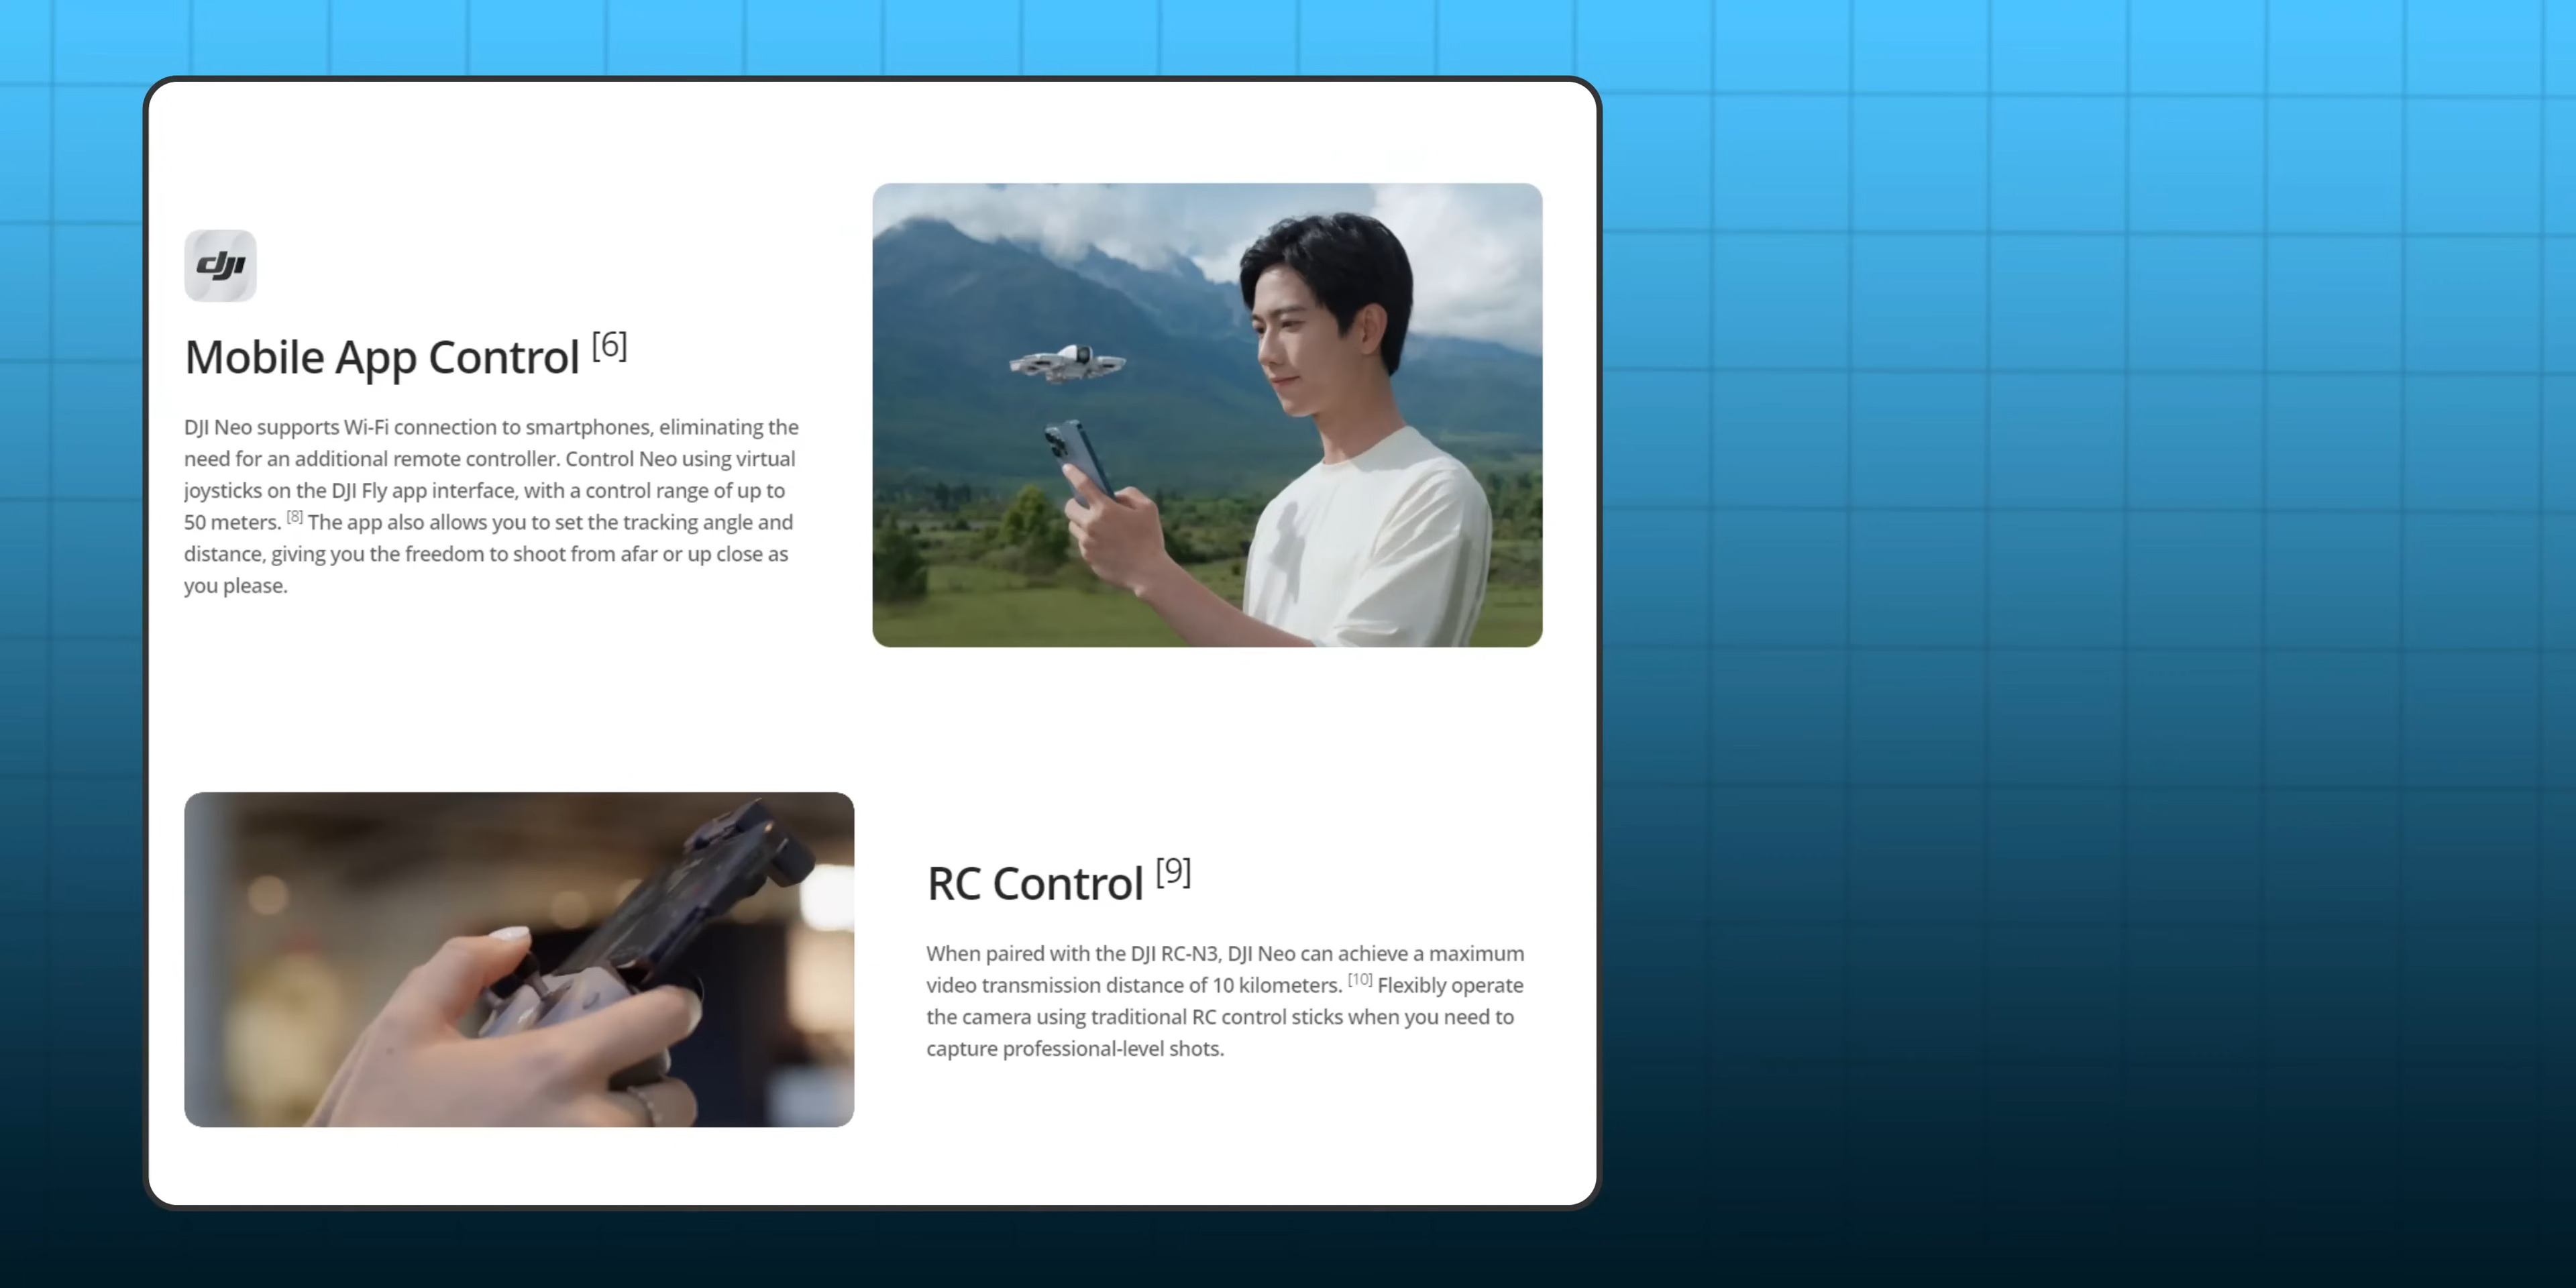 dji
Mobile App Control [6]
DJI Neo supports Wi-Fi connection to smartphones, eliminating the
need for an additional remote controller. Control Neo using virtual
joysticks on the DJI Fly app interface, with a control range of up to
50 meters. [8] The app also allows you to set the tracking angle and
distance, giving you the freedom to shoot from afar or up close as
you please.
RC Control [9]
When paired with the DJI RC-N3, DJI Neo can achieve a maximum
video transmission distance of 10 kilometers. [10] Flexibly operate
the camera using traditional RC control sticks when you need to
capture professional-level shots.